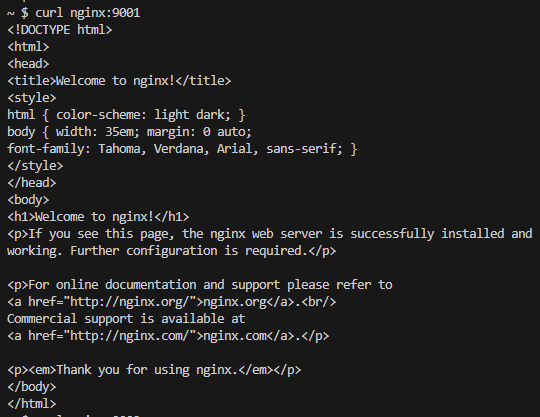 ~ $ curl nginx:9001
<!DOCTYPE html>
<html>
<head>
<title>Welcome to nginx!</title>
<style>
html { color-scheme: light dark; }
body { width: 35em; margin: 0 auto;
font-family: Tahoma, Verdana, Arial, sans-serif; }
</style>
</head>
<body>
<h1>Welcome to nginx!</h1>
<p>If you see this page, the nginx web server is successfully installed and
working. Further configuration is required.</p>

<p>For online documentation and support please refer to
<a href="http://nginx.org/">nginx.org</a>.<br/>
Commercial support is available at
<a href="http://nginx.com/">nginx.com</a>.</p>

<p><em>Thank you for using nginx.</em></p>
</body>
</html>